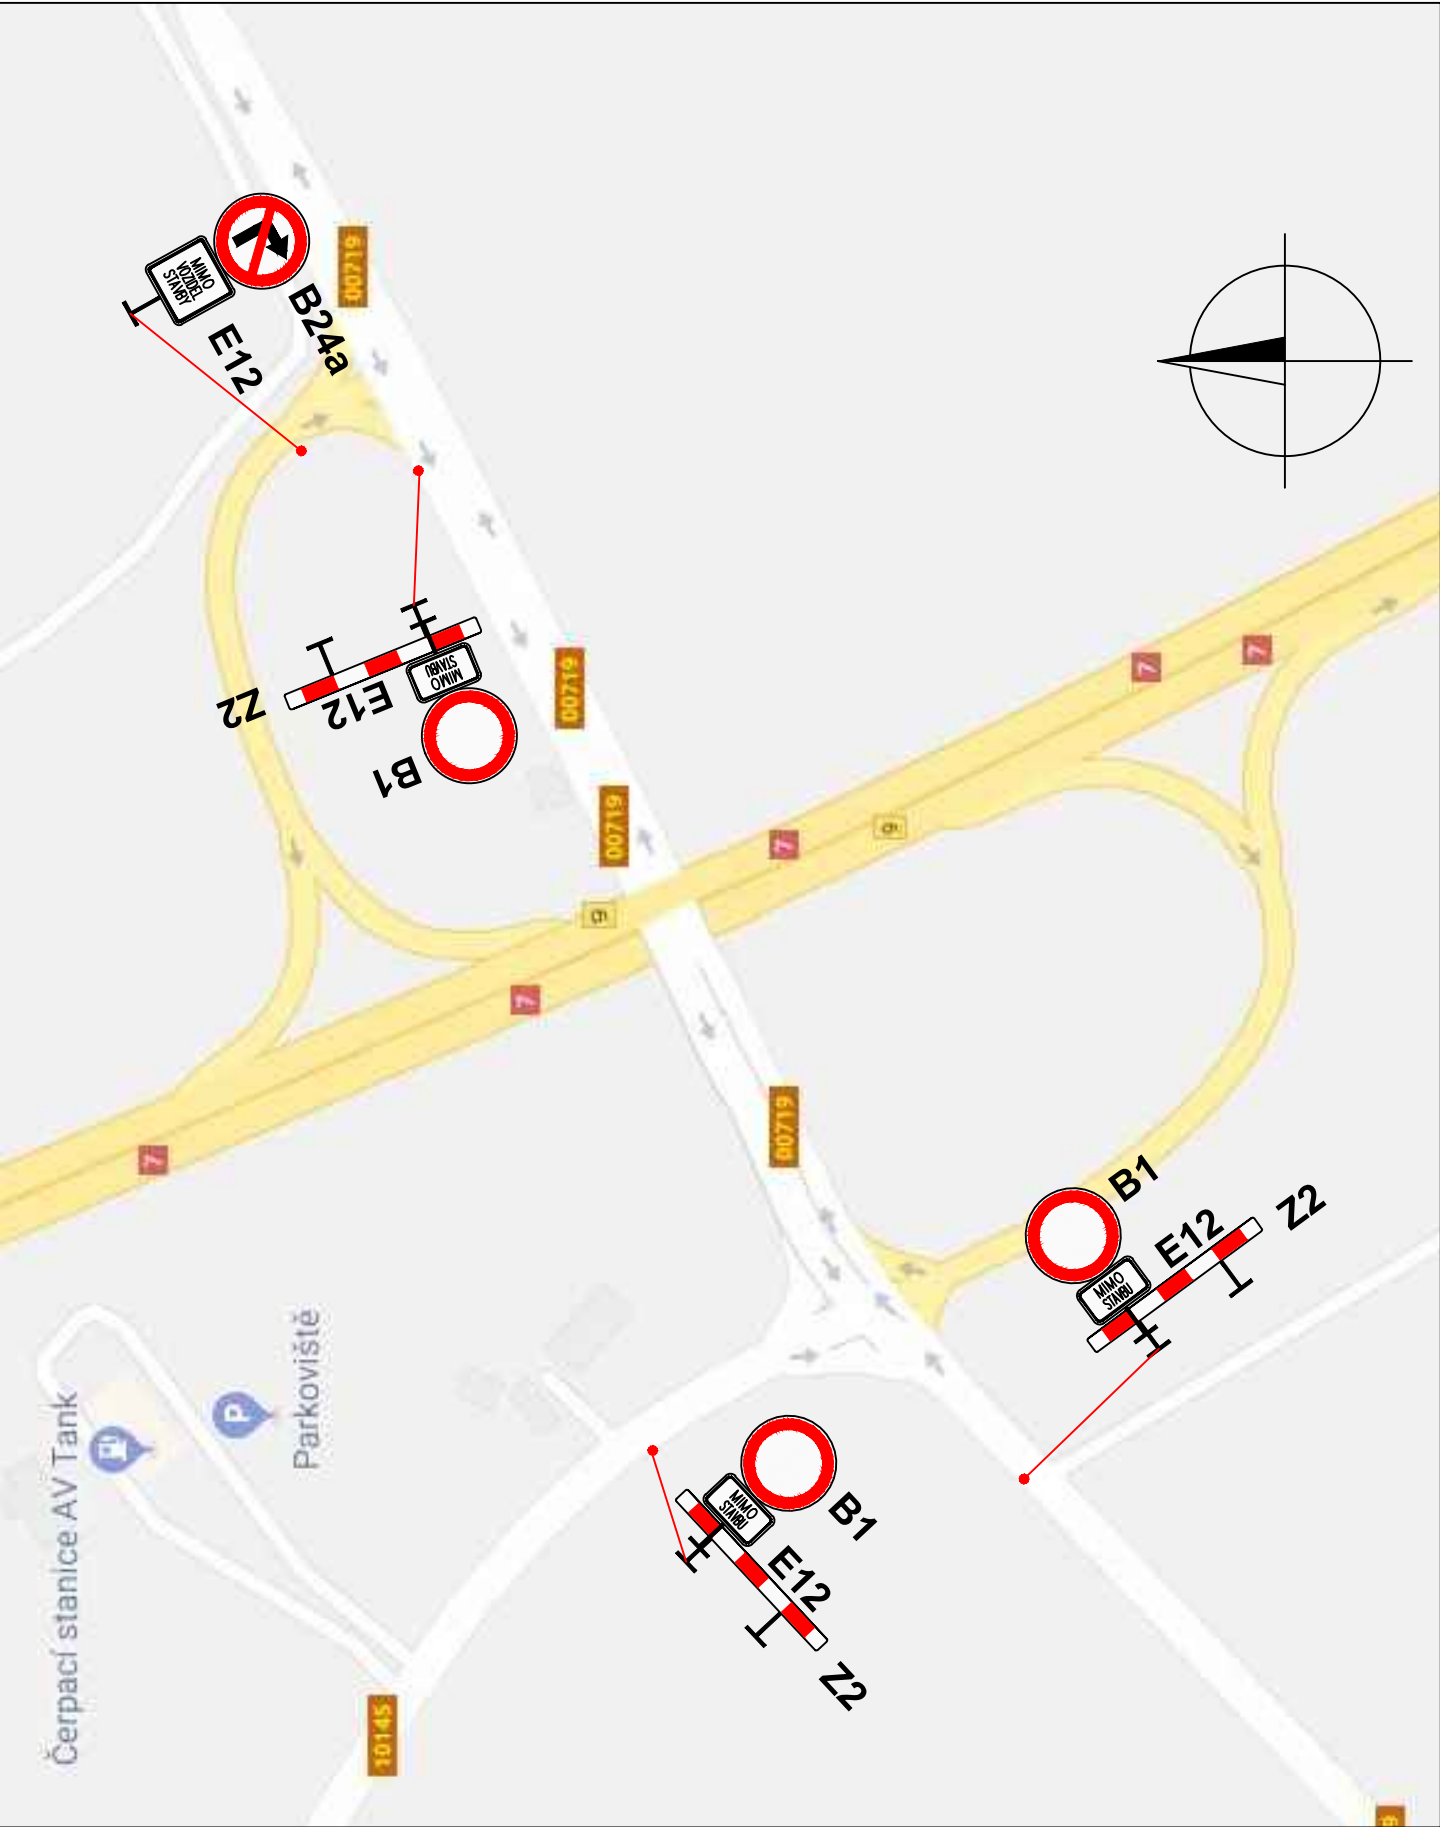 MIMO
VOZIDEL
STAVBY
E12
B24a
00719
Z2
E12
MIMO
STAVBU
B1
00719
7
7
00719
7
6
6
7
00719
7
B1
E12
Z2
MIMO
STAVBU
Parkoviště
P
Čerpací stanice AV Tank
MIMO
STAVBU
B1
E12
Z2
10145
9